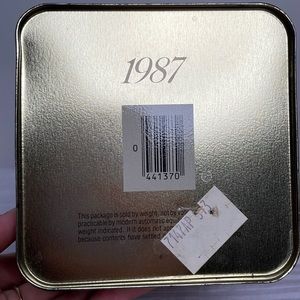 1987
0
441370
This package is sold by weight, not by
practicable by modern automatic
weight indicated. If it does not
because contents have settled